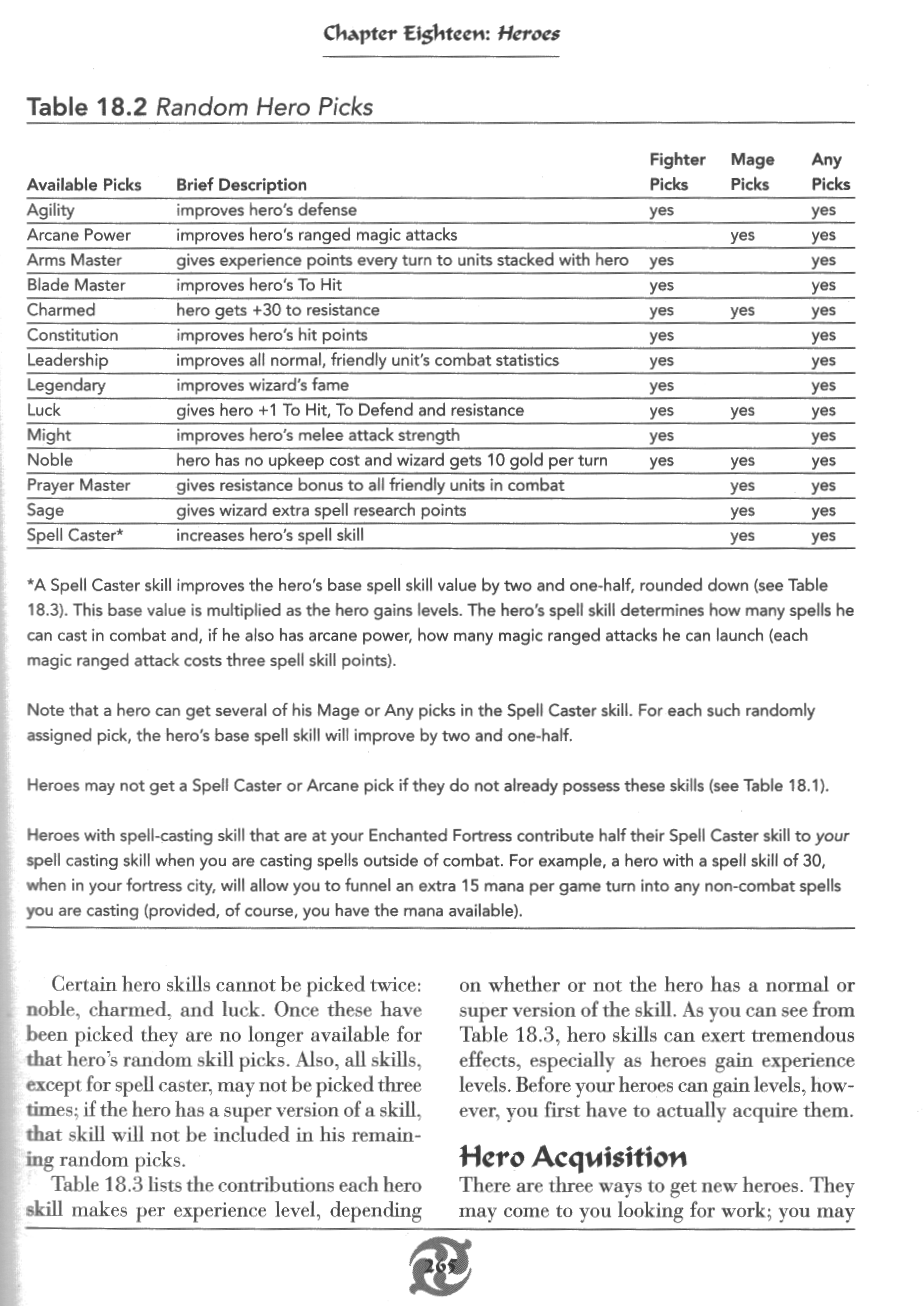 Chapter Eighteen: Heroes
Table 18.2 Random Hero Picks
Fighter Mage Any
Available Picks Brief Description Picks Picks Picks
Agility improves hero's defense yes yes
Arcane Power improves hero's ranged magic attacks yes yes
Arms Master gives experience points every turn to units stacked with hero yes yes
Blade Master improves hero's To Hit yes yes
Charmed hero gets +30 to resistance yes yes yes
Constitution improves hero's hit points yes yes
Leadership improves all normal, friendly unit's combat statistics yes yes
Legendary improves wizard's fame yes yes
Luck gives hero +1 To Hit, To Defend and resistance yes yes yes
Might improves hero's melee attack strength yes yes
Noble hero has no upkeep cost and wizard gets 10 gold per turn yes yes yes
Prayer Master gives resistance bonus to all friendly units in combat yes yes
Sage gives wizard extra spell research points yes yes
Spell Caster* increases hero's spell skill yes yes
*A Spell Caster skill improves the hero's base spell skill value by two and one-half, rounded down (see Table
18.3). This base value is multiplied as the hero gains levels. The hero's spell skill determines how many spells he
can cast in combat and, if he also has arcane power, how many magic ranged attacks he can launch (each
magic ranged attack costs three spell skill points).
Note that a hero can get several of his Mage or Any picks in the Spell Caster skill. For each such randomly
assigned pick, the hero's base spell skill will improve by two and one-half.
Heroes may not get a Spell Caster or Arcane pick if they do not already possess these skills (see Table 18.1).
Heroes with spell-casting skill that are at your Enchanted Fortress contribute half their Spell Caster skill to your
spell casting skill when you are casting spells outside of combat. For example, a hero with a spell skill of 30,
when in your fortress city, will allow you to funnel an extra 15 mana per game turn into any non-combat spells
you are casting (provided, of course, you have the mana available).
Certain hero skills cannot be picked twice:
noble, charmed, and luck. Once these have
been picked they are no longer available for
that hero's random skill picks. Also, all skills,
except for spell caster, may not be picked three
times; if the hero has a super version of a skill,
that skill will not be included in his remain-
ing random picks.
Table 18.3 lists the contributions each hero
skill makes per experience level, depending
on whether or not the hero has a normal or
super version of the skill. As you can see from
Table 18.3, hero skills can exert tremendous
effects, especially as heroes gain experience
levels. Before your heroes can gain levels, how-
ever, you first have to actually acquire them.
Hero Acquisition
There are three ways to get new heroes. They
may come to you looking for work; you may
265